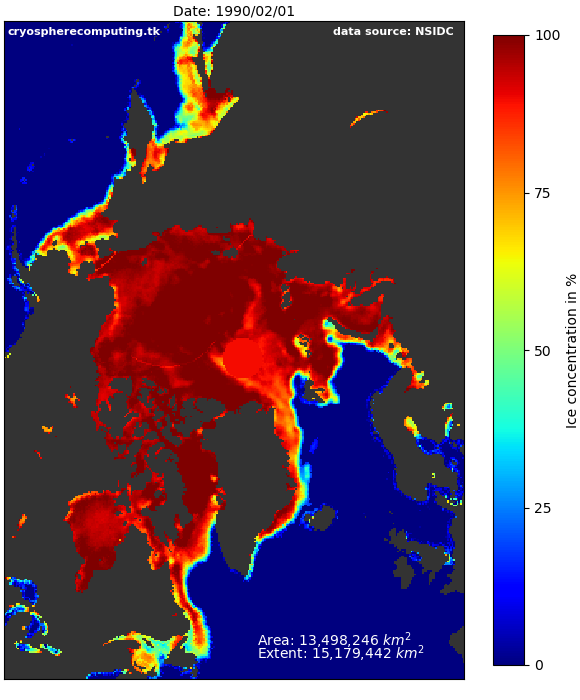 Date: 1990/02/01
cryospherecomputing.tk data source: NSIDC
100
75
50
25
0
Ice concentration in %
Area: 13,498,246 km²
Extent: 15,179,442 km²